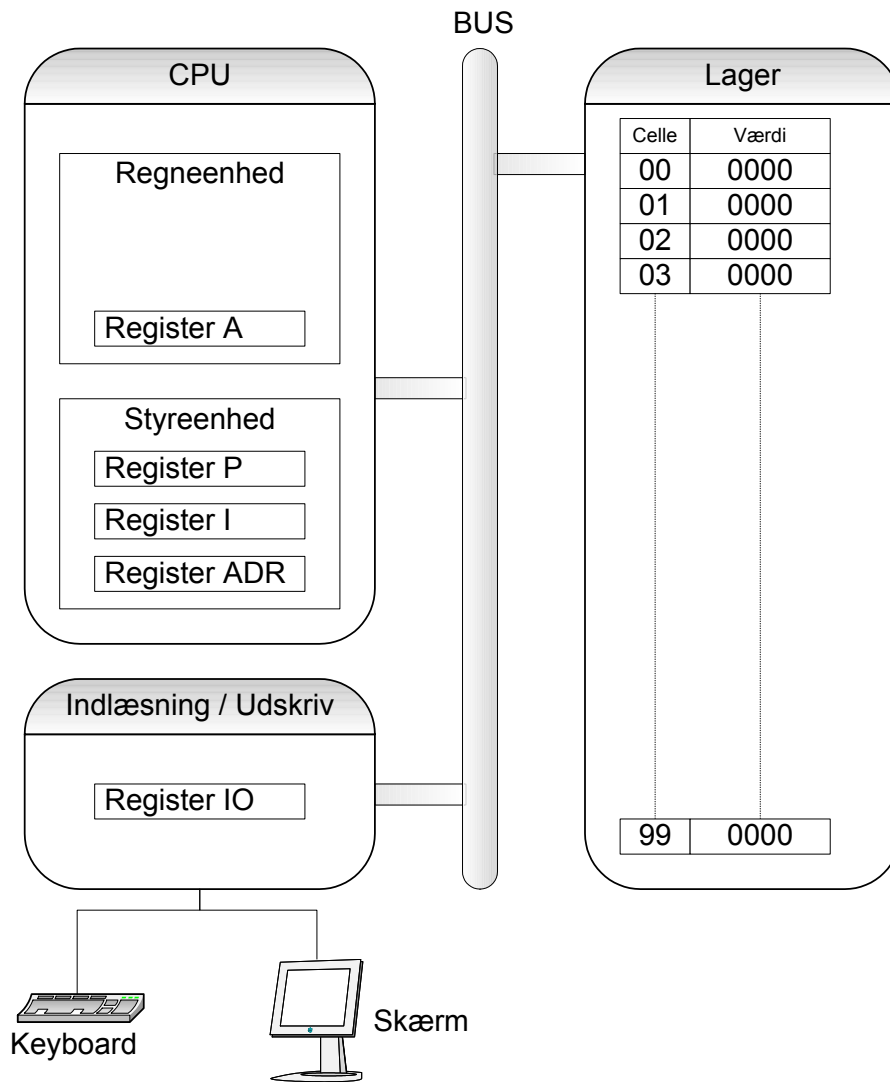 BUS
CPU
Regneenhed
Register A
Styreenhed
Register P
Register I
Register ADR
Indlæsning / Udskriv
Register IO
Keyboard
Skærm
Lager
Celle Værdi
00 0000
01 0000
02 0000
03 0000
99 0000